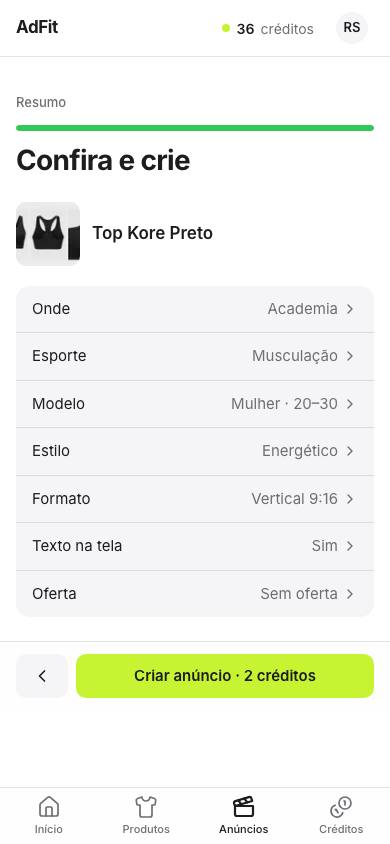 AdFit
36 créditos
RS
Resumo
Confira e crie
Top Kore Preto
Onde Academia
Esporte Musculação
Modelo Mulher · 20–30
Estilo Energético
Formato Vertical 9:16
Texto na tela Sim
Oferta Sem oferta
Criar anúncio · 2 créditos
Início Produtos Anúncios Créditos